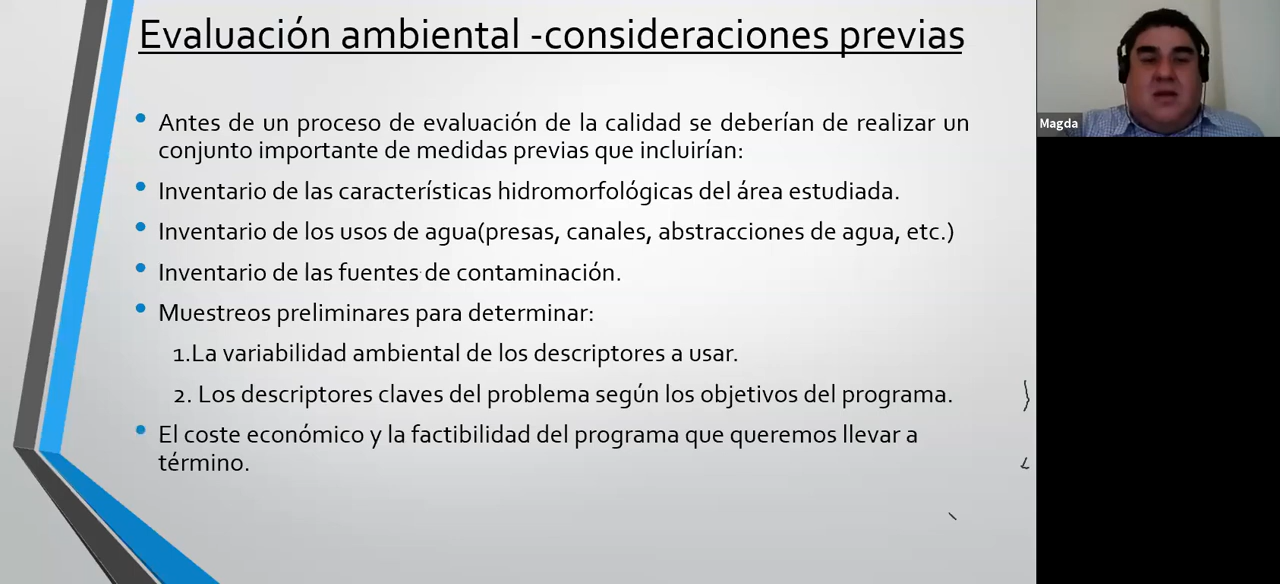 Evaluación ambiental -consideraciones previas
Antes de un proceso de evaluación de la calidad se deberían de realizar un
conjunto importante de medidas previas que incluirían:
Inventario de las características hidromorfológicas del área estudiada.
Inventario de los usos de agua(presas, canales, abstracciones de agua, etc.)
Inventario de las fuentes de contaminación.
Muestreos preliminares para determinar:
1.La variabilidad ambiental de los descriptores a usar.
2. Los descriptores claves del problema según los objetivos del programa.
El coste económico y la factibilidad del programa que queremos llevar a
término.
Magda